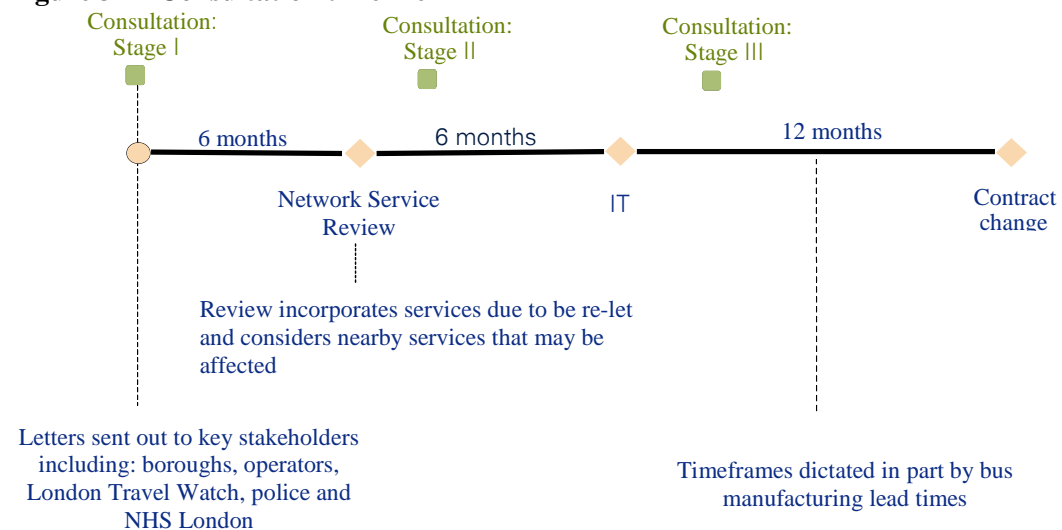 Consultation:
Stage I
Consultation:
Stage II
Consultation:
Stage III
6 months
6 months
12 months
Network Service
Review
IT
Contract
change
Review incorporates services due to be re-let
and considers nearby services that may be
affected
Letters sent out to key stakeholders
including: boroughs, operators,
London Travel Watch, police and
NHS London
Timeframes dictated in part by bus
manufacturing lead times